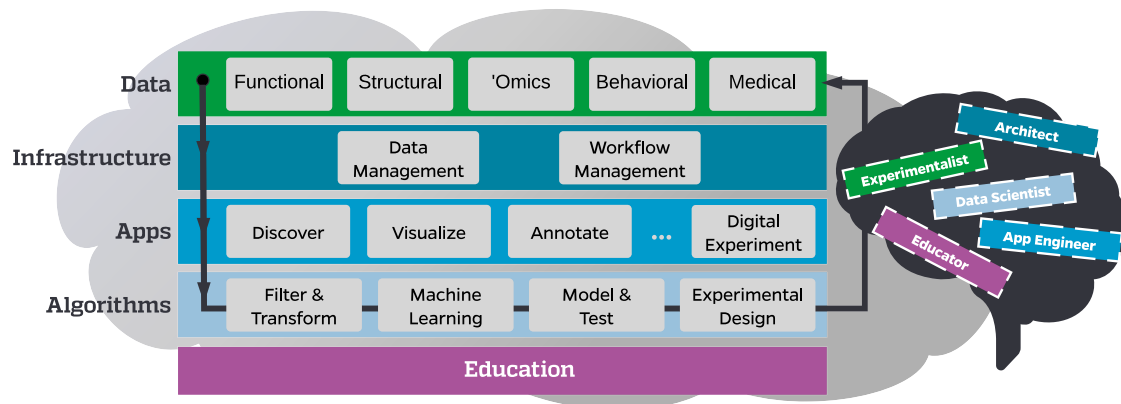 Data
Functional
Structural
'Omics
Behavioral
Medical
Infrastructure
Data
Management
Workflow
Management
Apps
Discover
Visualize
Annotate
...
Digital
Experiment
Algorithms
Filter &
Transform
Machine
Learning
Model &
Test
Experimental
Design
Education
Architect
Experimentalist
Data Scientist
Educator
App Engineer